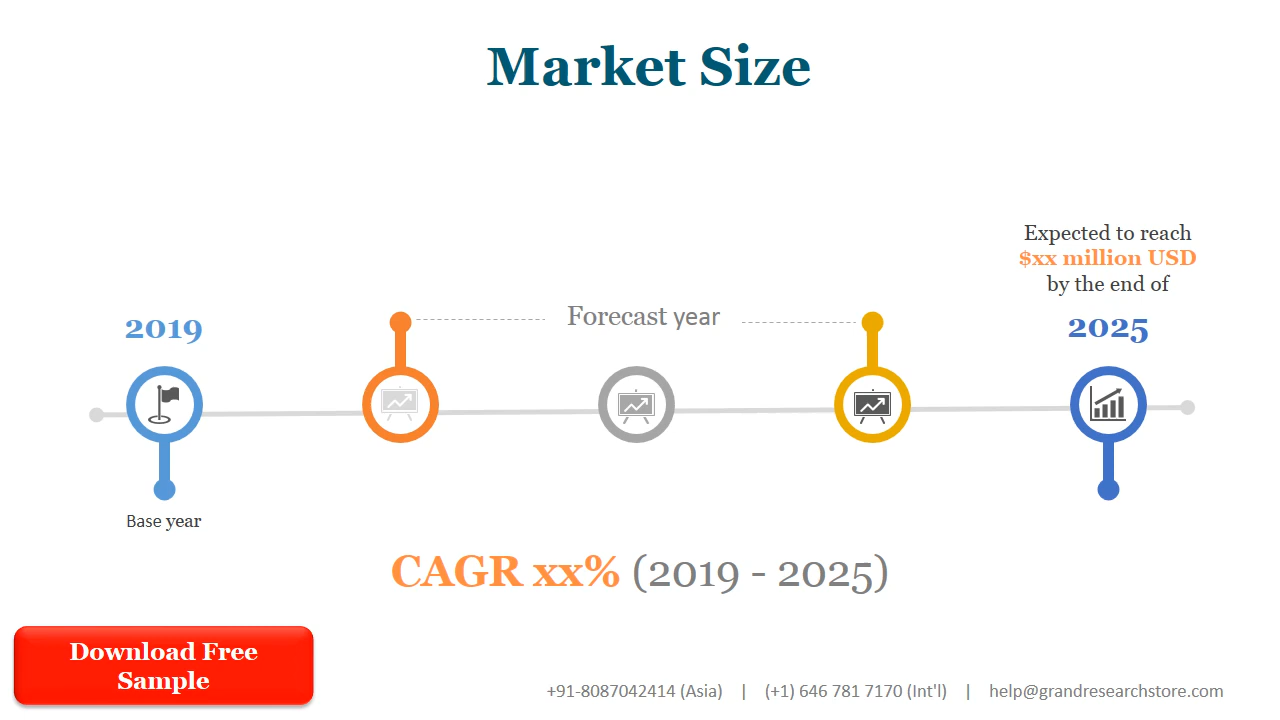 Market Size
Expected to reach
$xx million USD
by the end of
2025
2019
Forecast year
Base year
CAGR xx% (2019 - 2025)
Download Free
Sample
+91-8087042414 (Asia) | (+1) 646 781 7170 (Int'l) | help@grandresearchstore.com